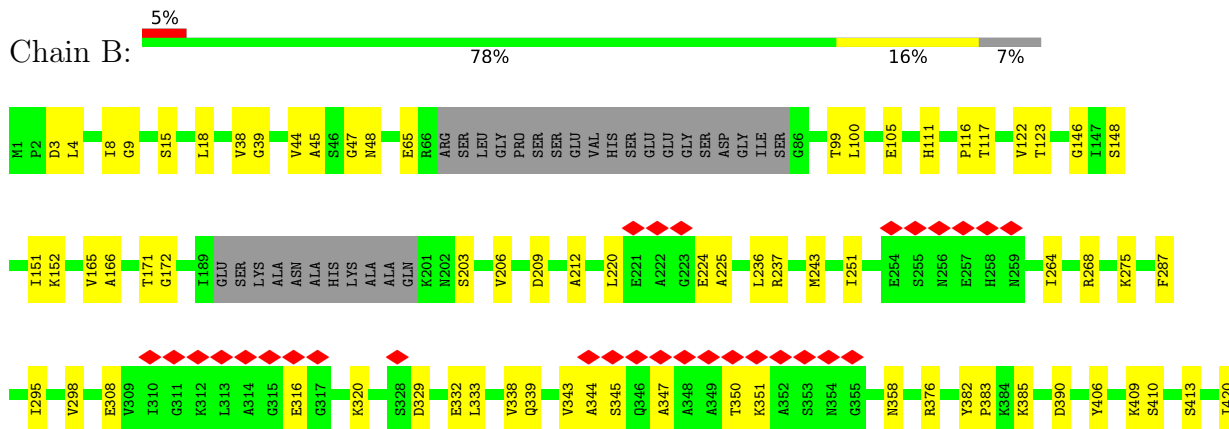 5%
Chain B:
78% 16% 7%
M1 P2 D3 L4 I8 G9 S15 L18 V38 G39 V44 A45 S46 G47 N48 E65 R66 ARG SER LEU GLY PRO SER SER GLU VAL HIS SER GLU GLU GLY SER ASP GLY ILE SER G86 T99 L100 E105 H111 P116 T117 V122 T123 G146 I147 S148
I151 K152 V165 A166 T171 G172 I189 GLU SER LYS ALA ASN ALA HIS LYS ALA ALA GLN K201 N202 S203 V206 D209 A212 L220 E221 A222 G223 E224 A225 L236 R237 M243 I251 E254 S255 N256 E257 H258 N259 I264 R268 K275 F287
I295 V298 E308 V309 I310 G311 K312 L313 A314 G315 E316 G317 K320 S328 D329 E332 L333 V338 Q339 V343 A344 S345 Q346 A347 A348 A349 T350 K351 A352 S353 N354 G355 N358 R376 Y382 P383 K384 K385 D390 Y406 K409 S410 S413 I420